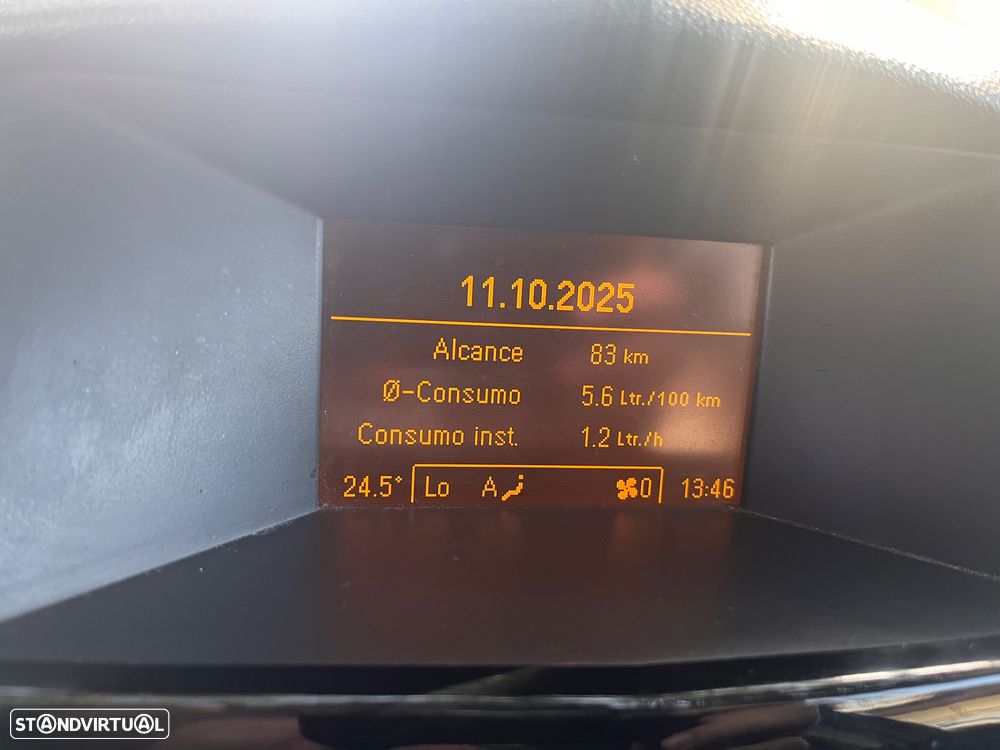 11.10.2025
Alcance 83 km
Ø-Consumo 5.6 Ltr./100 km
Consumo inst. 1.2 Ltr./h
24.5° Lo A 0 13:46
STANDVIRTUAL